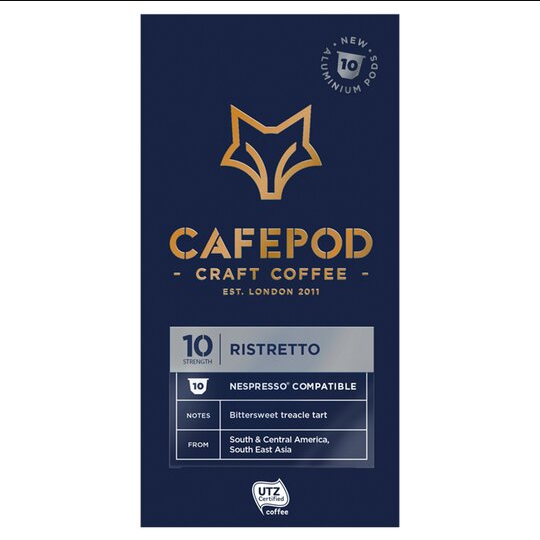 NEW
10
ALUMINIUM PODS
CAFEPOD
- CRAFT COFFEE -
EST. LONDON 2011
10
STRENGTH
RISTRETTO
10
NESPRESSO® COMPATIBLE
NOTES
Bittersweet treacle tart
FROM
South & Central America,
South East Asia
UTZ
Certified
coffee